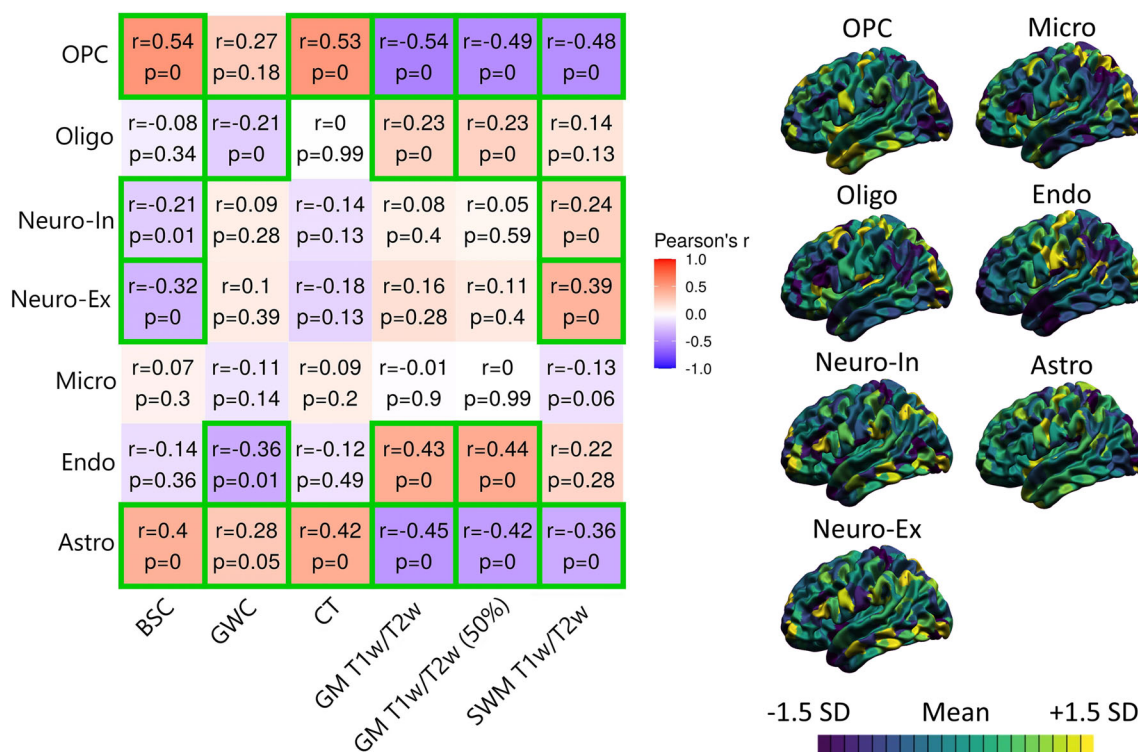 OPC
r=0.54 r=0.27 r=0.53 r=-0.54 r=-0.49 r=-0.48
p=0 p=0.18 p=0 p=0 p=0 p=0
Oligo
r=-0.08 r=-0.21 r=0 r=0.23 r=0.23 r=0.14
p=0.34 p=0 p=0.99 p=0 p=0 p=0.13
Neuro-In
r=-0.21 r=0.09 r=-0.14 r=0.08 r=0.05 r=0.24
p=0.01 p=0.28 p=0.13 p=0.4 p=0.59 p=0
Neuro-Ex
r=-0.32 r=0.1 r=-0.18 r=0.16 r=0.11 r=0.39
p=0 p=0.39 p=0.13 p=0.28 p=0.4 p=0
Micro
r=0.07 r=-0.11 r=0.09 r=-0.01 r=0 r=-0.13
p=0.3 p=0.14 p=0.2 p=0.9 p=0.99 p=0.06
Endo
r=-0.14 r=-0.36 r=-0.12 r=0.43 r=0.44 r=0.22
p=0.36 p=0.01 p=0.49 p=0 p=0 p=0.28
Astro
r=0.4 r=0.28 r=0.42 r=-0.45 r=-0.42 r=-0.36
p=0 p=0.05 p=0 p=0 p=0 p=0
BSC
GWC
CT
GM T1w/T2w
GM T1w/T2w (50%)
SWM T1w/T2w
Pearson's r
1.0
0.5
0.0
-0.5
-1.0
OPC Micro
Oligo Endo
Neuro-In Astro
Neuro-Ex
-1.5 SD Mean +1.5 SD